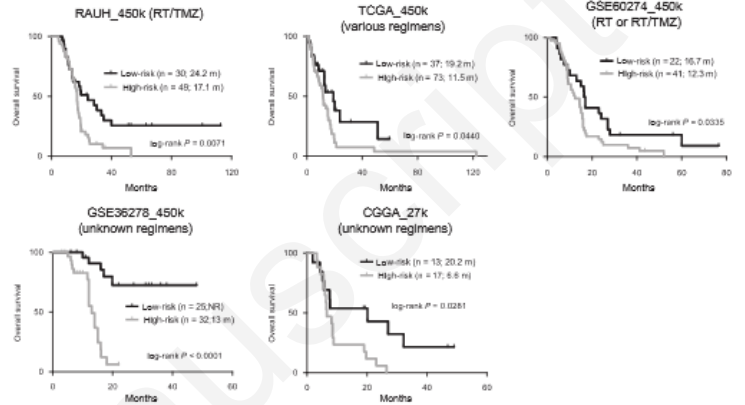 RAUH_450k (RT/TMZ)
Overall survival
100
50
0
Low-risk (n = 30; 24.2 m)
High-risk (n = 49; 17.1 m)
log-rank P = 0.0071
0 40 80 120
Months
TCGA_450k
(various regimens)
Overall survival
100
50
0
Low-risk (n = 37; 19.2 m)
High-risk (n = 73; 11.5 m)
log-rank P = 0.0440
0 40 80 120
Months
GSE60274_450k
(RT or RT/TMZ)
Overall survival
100
50
0
Low-risk (n = 22; 16.7 m)
High-risk (n = 41; 12.3 m)
log-rank P = 0.0335
0 20 40 60 80
Months
GSE36278_450k
(unknown regimens)
Overall survival
100
50
0
Low-risk (n = 25;NR)
High-risk (n = 32;13 m)
log-rank P < 0.0001
0 20 40 60
Months
CGGA_27k
(unknown regimens)
Overall survival
100
50
0
Low-risk (n = 13; 20.2 m)
High-risk (n = 17; 6.6 m)
log-rank P = 0.0261
0 20 40 60
Months